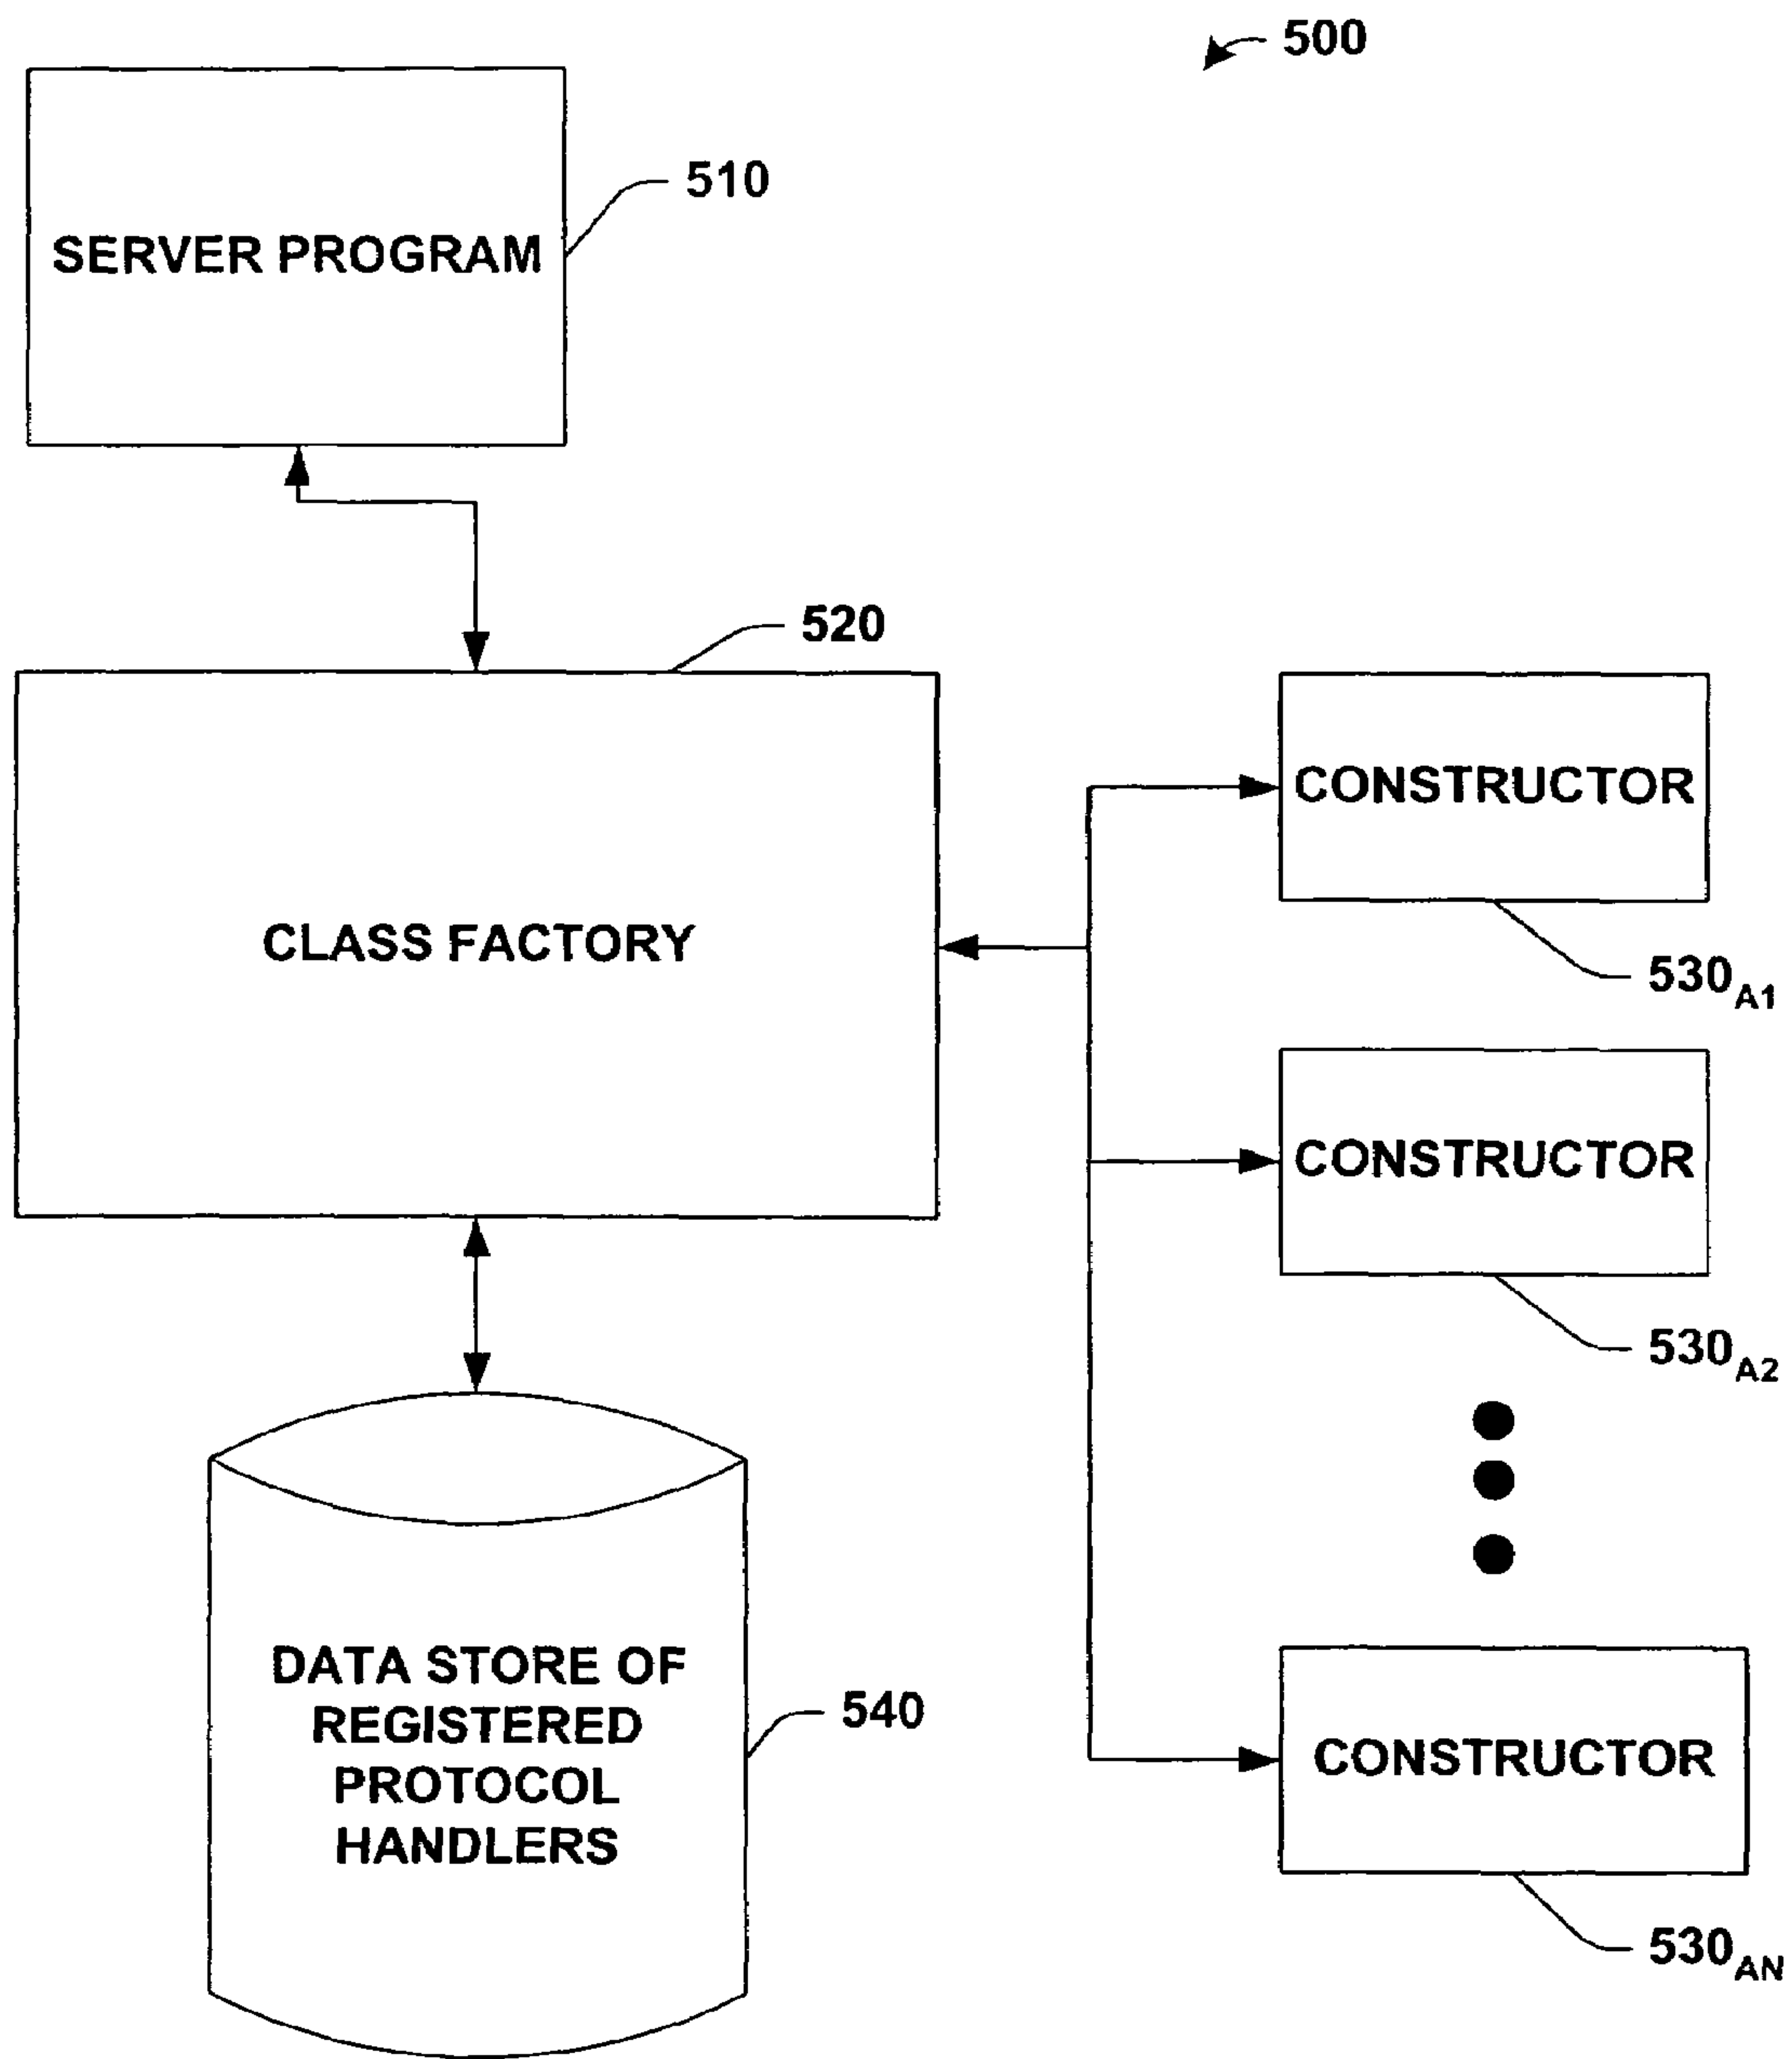 500
SERVER PROGRAM
510
520
CLASS FACTORY
CONSTRUCTOR
530A1
CONSTRUCTOR
530A2
DATA STORE OF
REGISTERED
PROTOCOL
HANDLERS
540
CONSTRUCTOR
530AN